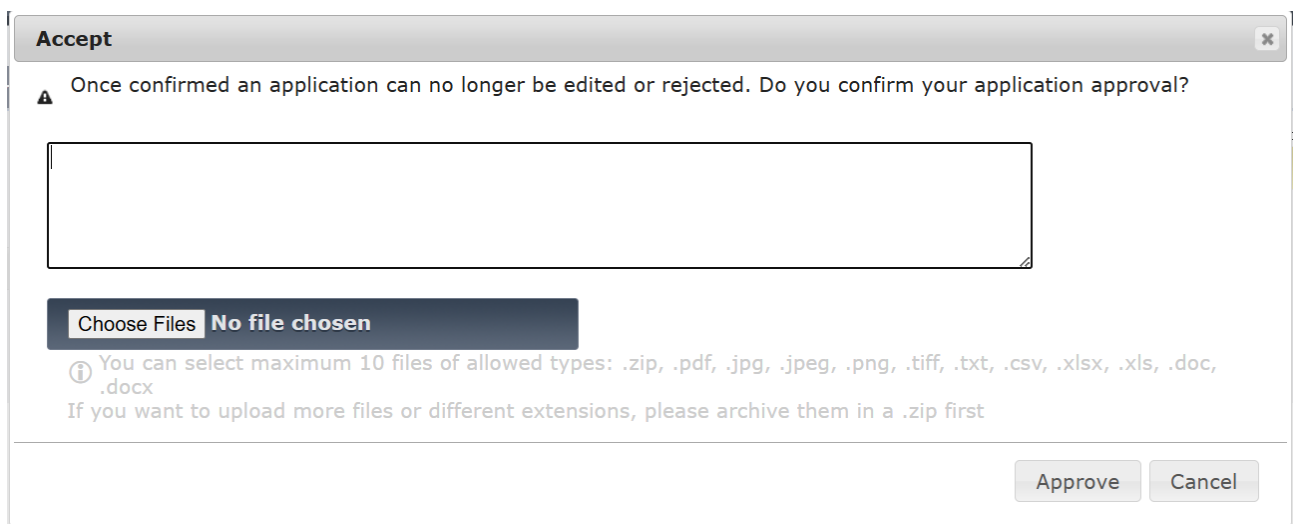 Accept
Once confirmed an application can no longer be edited or rejected. Do you confirm your application approval?
Choose Files No file chosen
You can select maximum 10 files of allowed types: .zip, .pdf, .jpg, .jpeg, .png, .tiff, .txt, .csv, .xlsx, .xls, .doc,
.docx
If you want to upload more files or different extensions, please archive them in a .zip first
Approve Cancel